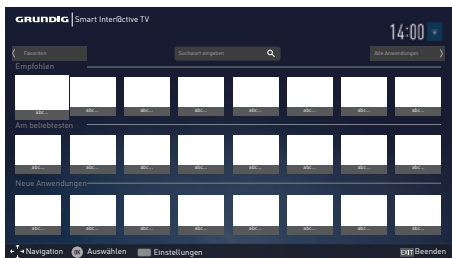 GRUNDIG Smart Inter@ctive TV
14:00
Favoriten Suchwort eingeben Alle Anwendungen
Empfohlen
abc... abc... abc... abc... abc... abc... abc... abc...
Am beliebtesten
abc... abc... abc... abc... abc... abc... abc... abc...
Neue Anwendungen
abc... abc... abc... abc... abc... abc... abc... abc...
Navigation OK Auswählen Einstellungen EXIT Beenden